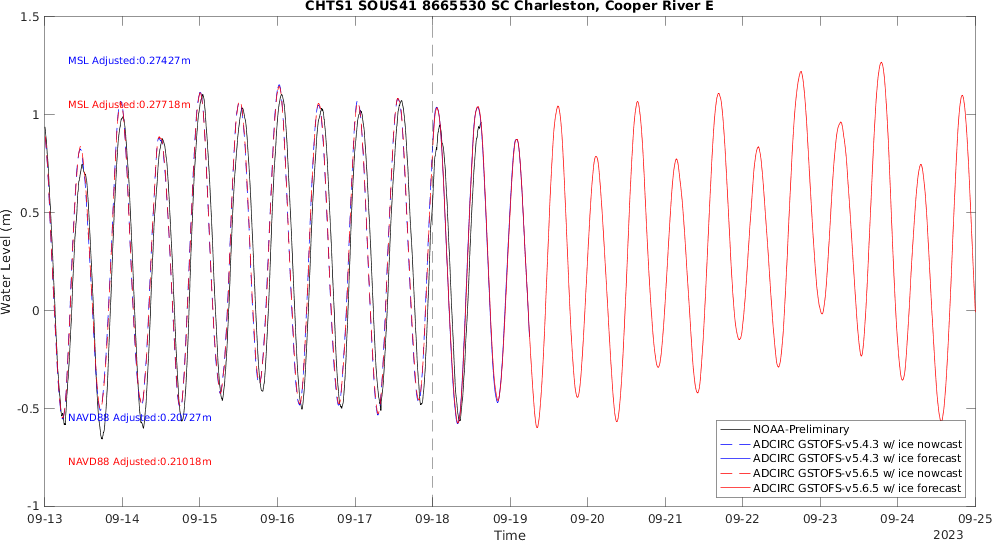 CHTS1 SOUS41 8665530 SC Charleston, Cooper River E
1.5
1
0.5
0
-0.5
-1
Water Level (m)
MSL Adjusted:0.27427m
MSL Adjusted:0.27718m
NAVD88 Adjusted:0.20727m
NAVD88 Adjusted:0.21018m
NOAA-Preliminary
ADCIRC GSTOFS-v5.4.3 w/ ice nowcast
ADCIRC GSTOFS-v5.4.3 w/ ice forecast
ADCIRC GSTOFS-v5.6.5 w/ ice nowcast
ADCIRC GSTOFS-v5.6.5 w/ ice forecast
09-13 09-14 09-15 09-16 09-17 09-18 09-19 09-20 09-21 09-22 09-23 09-24 09-25
Time
2023